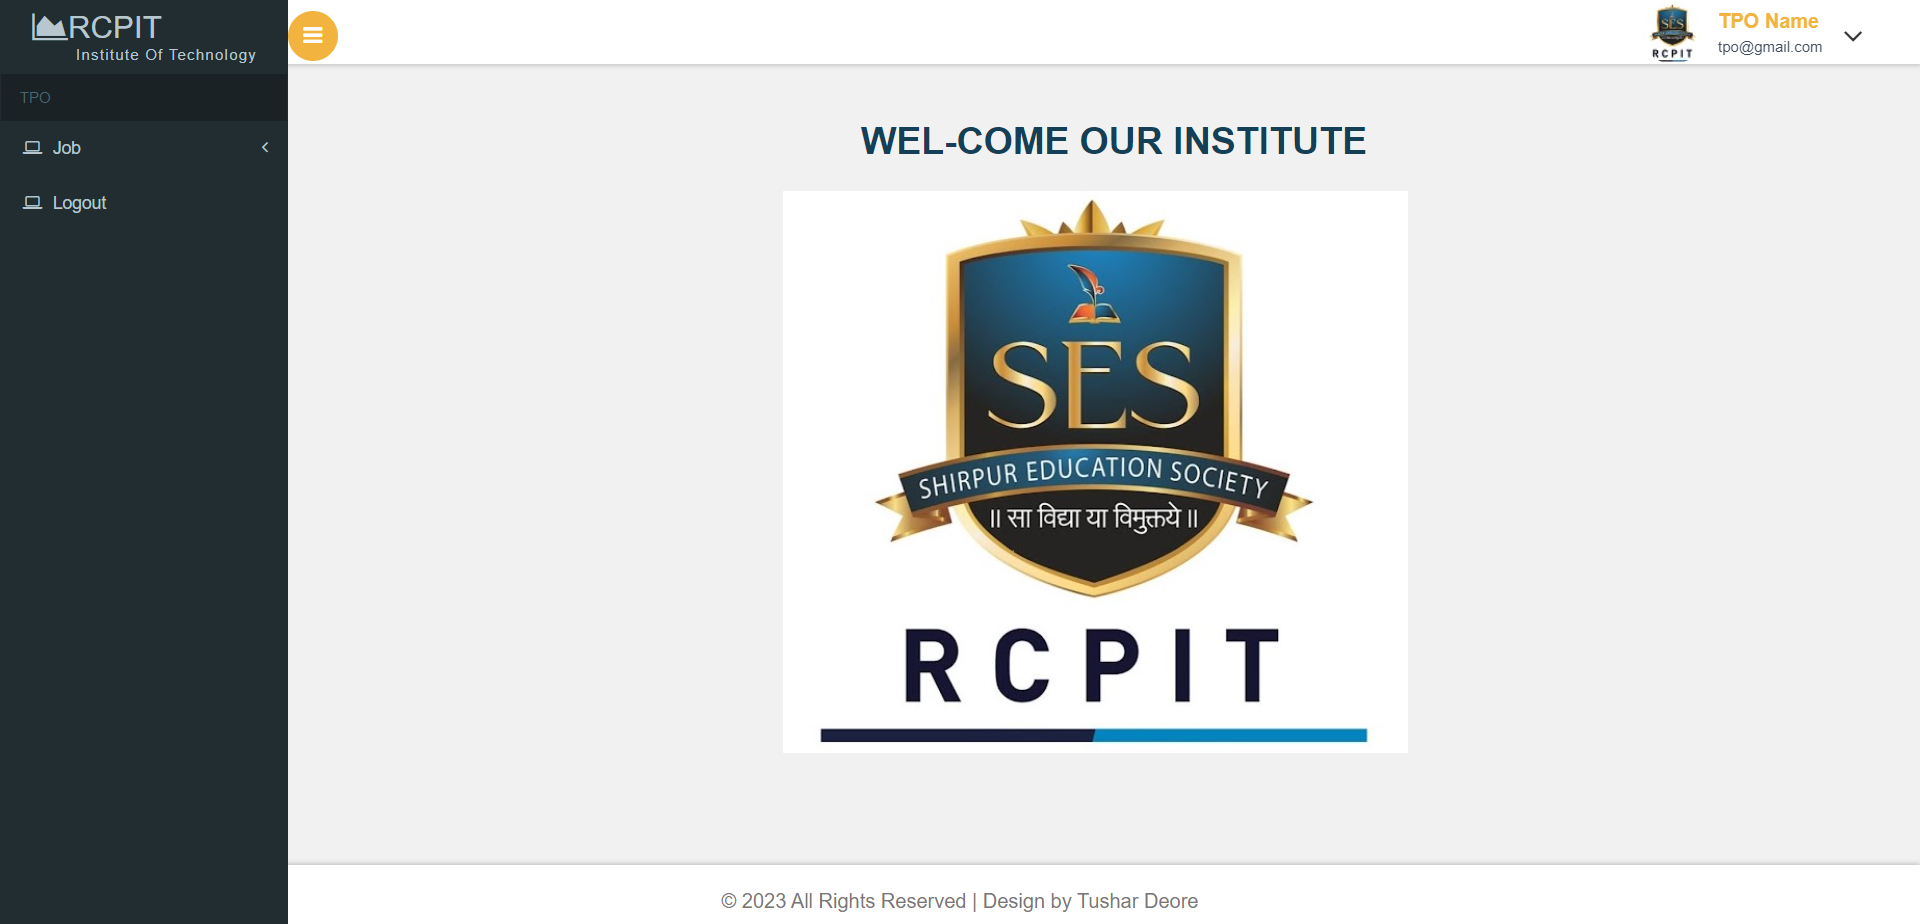 RCPIT
Institute Of Technology
TPO
Job
Logout
SES
RCPIT
TPO Name
tpo@gmail.com
WEL-COME OUR INSTITUTE
SES
SHIRPUR EDUCATION SOCIETY
॥ सा विद्या या विमुक्तये ॥
RCPIT
© 2023 All Rights Reserved | Design by Tushar Deore